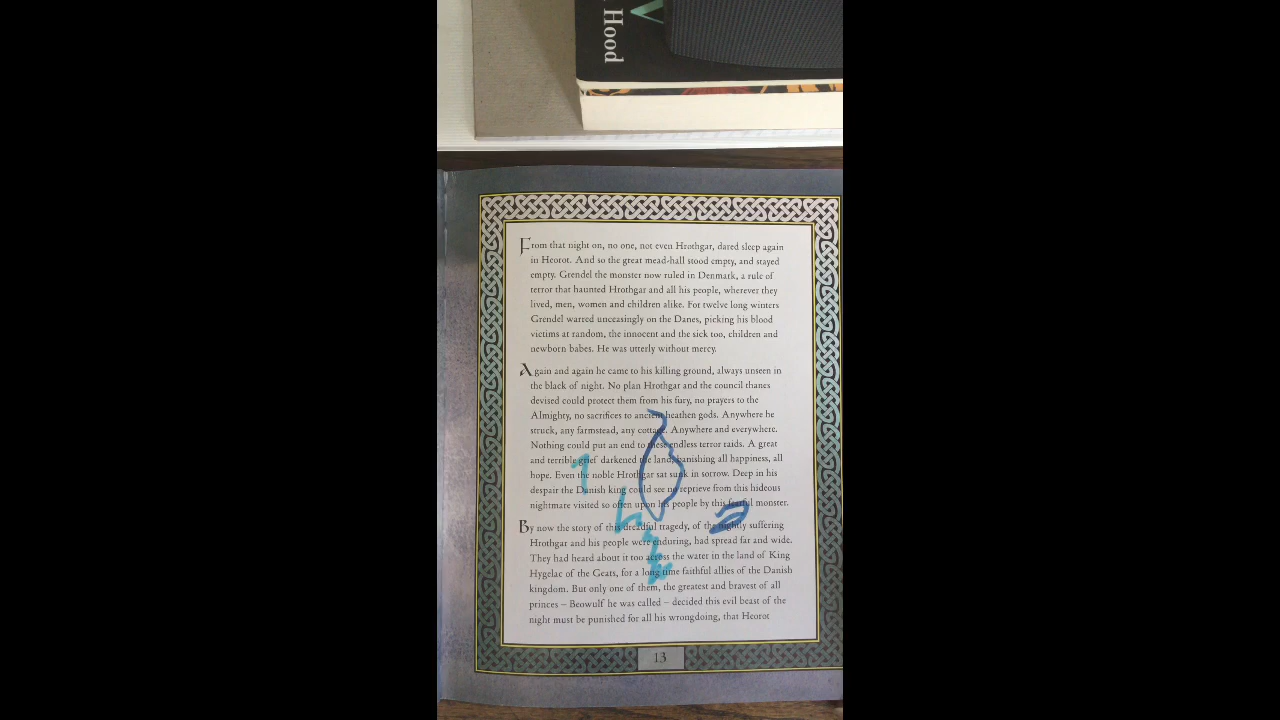 Hood
From that night on, no one, not even Hrothgar, dared sleep again
in Heorot. And so the great mead-hall stood empty, and stayed
empty. Grendel the monster now ruled in Denmark, a rule of
terror that haunted Hrothgar and all his people, wherever they
lived, men, women and children alike. For twelve long winters
Grendel warred unceasingly on the Danes, picking his blood
victims at random, the innocent and the sick too, children and
newborn babes. He was utterly without mercy.
Again and again he came to his killing ground, always unseen in
the black of night. No plan Hrothgar and the council thanes
devised could protect them from his fury, no prayers to the
Almighty, no sacrifices to ancient heathen gods. Anywhere he
struck, any farmstead, any cottage. Anywhere and everywhere.
Nothing could put an end to these endless terror raids. A great
and terrible grief darkened the land, banishing all happiness, all
hope. Even the noble Hrothgar sat sunk in sorrow. Deep in his
despair the Danish king could see no reprieve from this hideous
nightmare visited so often upon his people by this fearful monster.
By now the story of this dreadful tragedy, of the nightly suffering
Hrothgar and his people were enduring, had spread far and wide.
They had heard about it too across the water in the land of King
Hygelac of the Geats, for a long time faithful allies of the Danish
kingdom. But only one of them, the greatest and bravest of all
princes – Beowulf he was called – decided this evil beast of the
night must be punished for all his wrongdoing, that Heorot
13